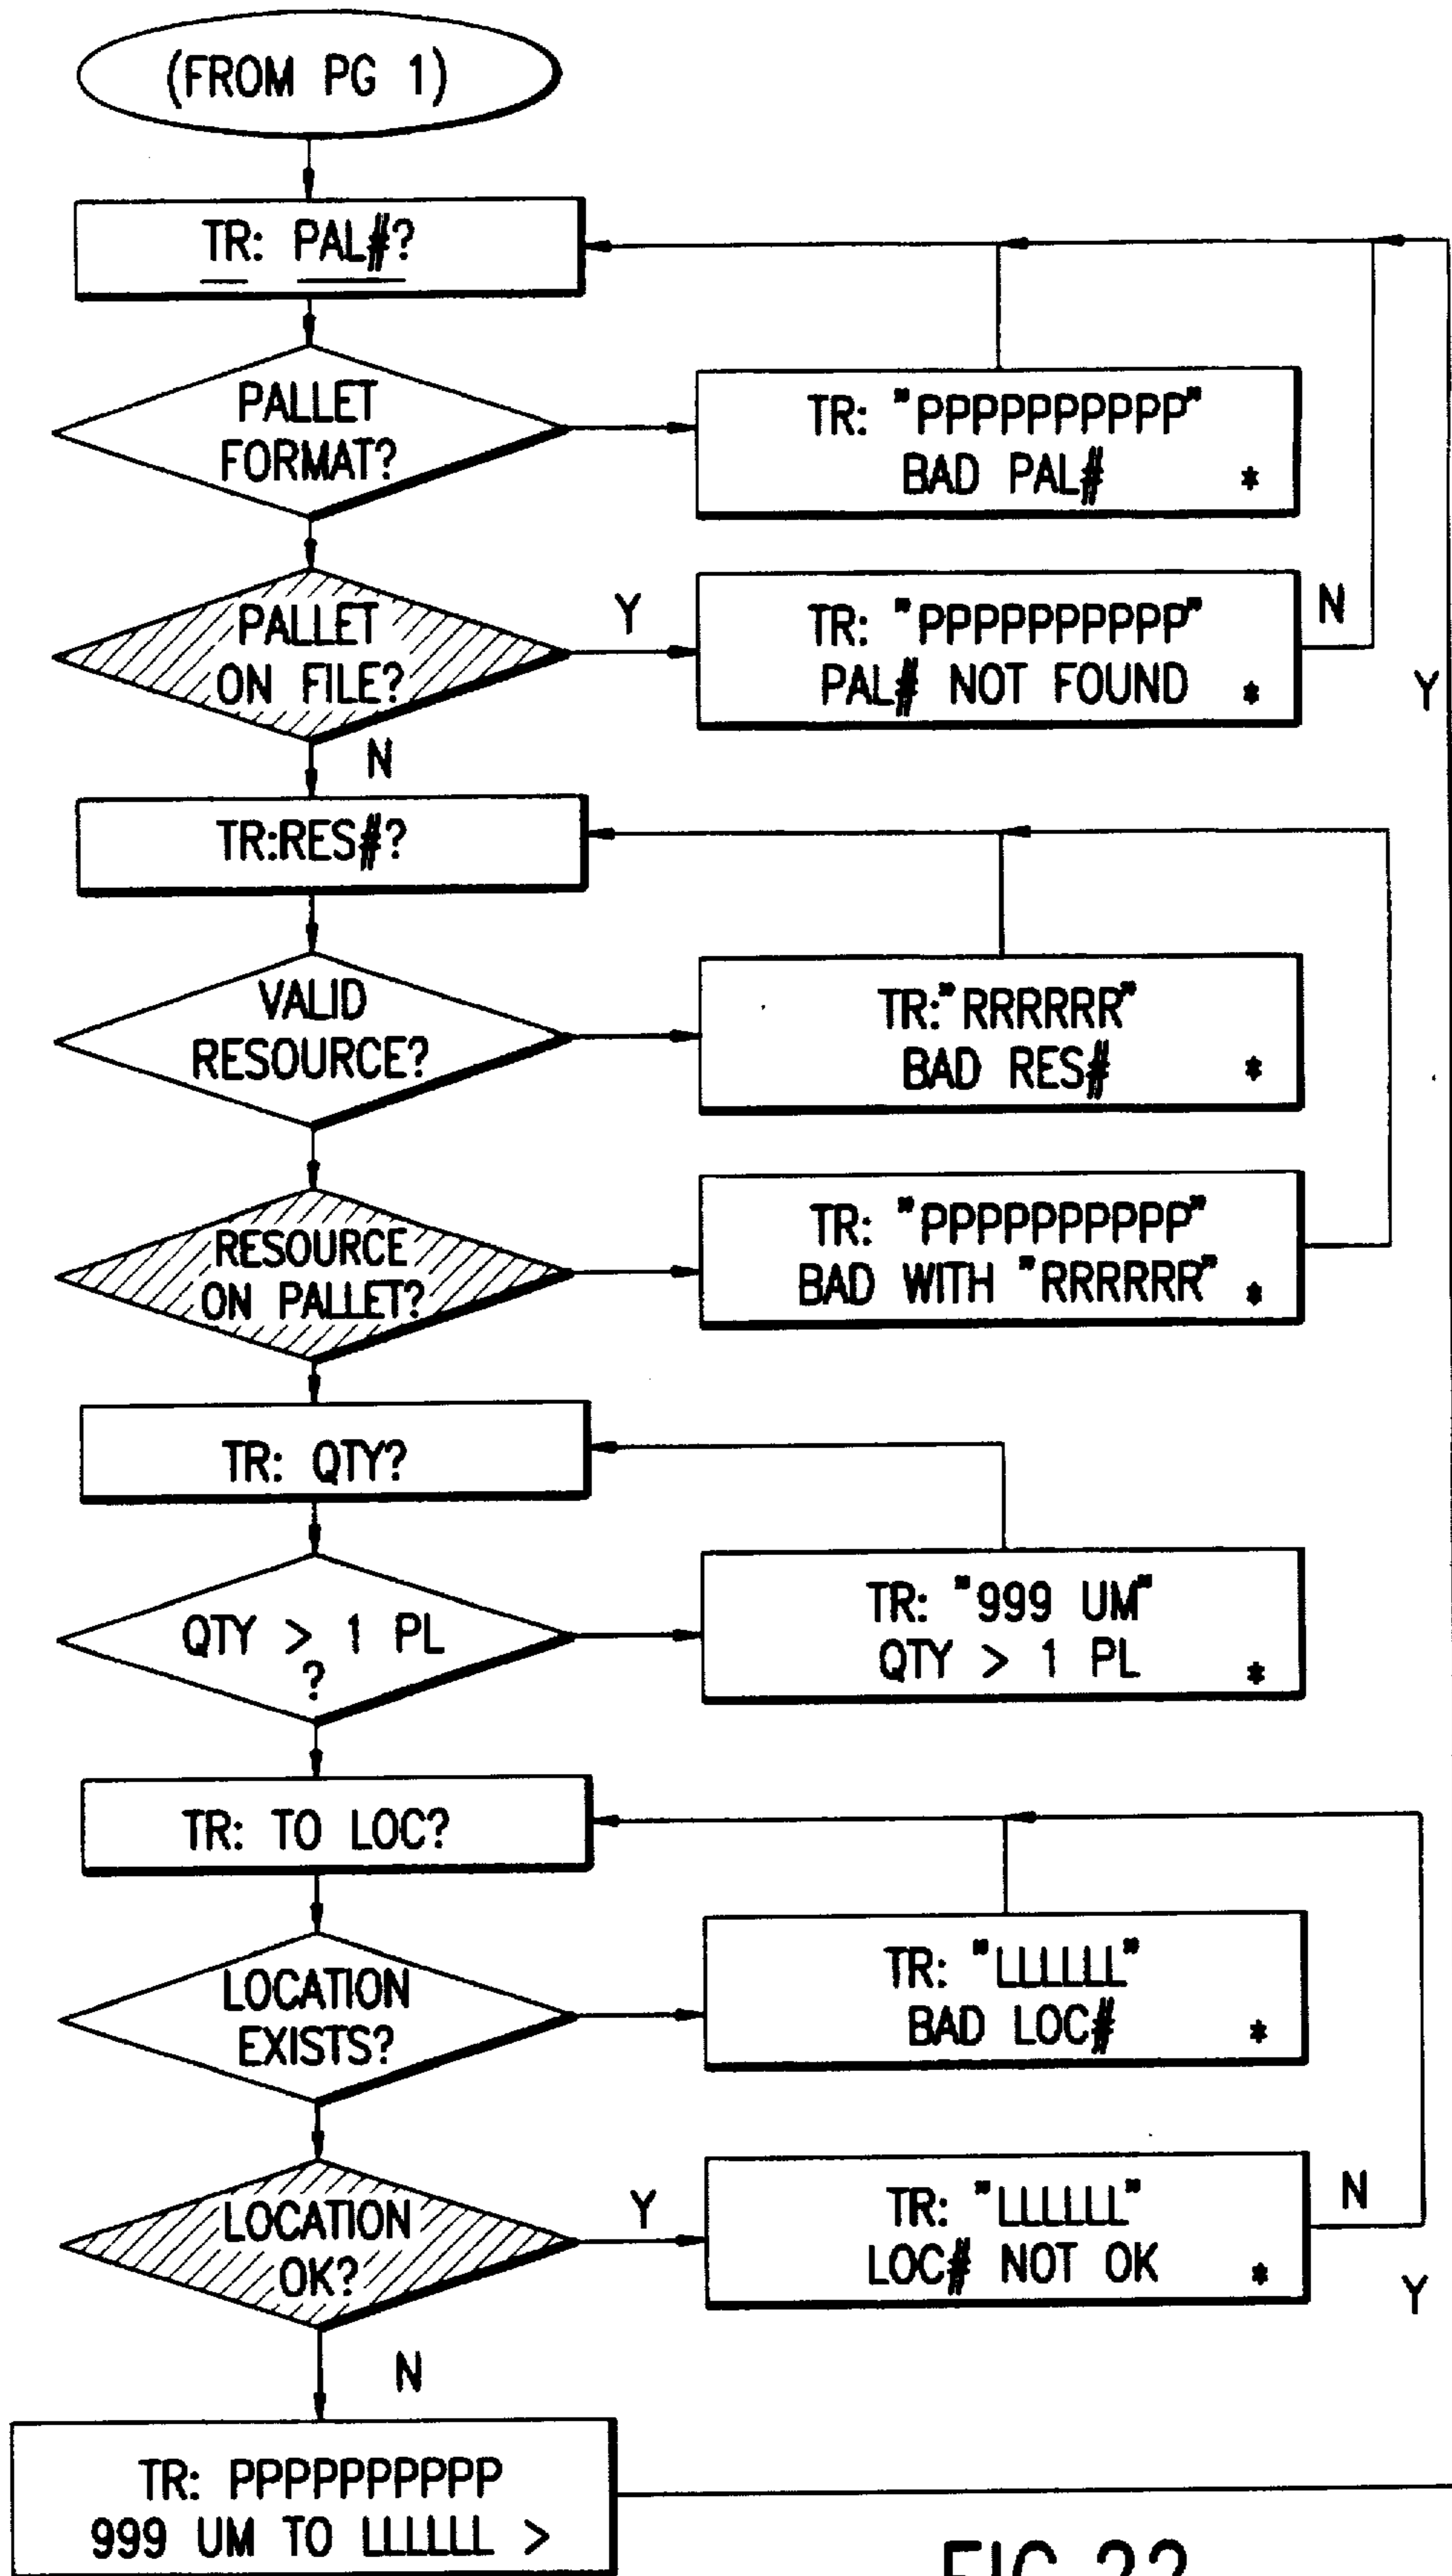 (FROM PG 1)
TR: PAL#?
PALLET
FORMAT?
TR: "PPPPPPPPPP"
BAD PAL# *
PALLET
ON FILE?
Y
TR: "PPPPPPPPPP"
PAL# NOT FOUND *
N
Y
N
TR:RES#?
VALID
RESOURCE?
TR:"RRRRRR"
BAD RES# *
RESOURCE
ON PALLET?
TR: "PPPPPPPPPP"
BAD WITH "RRRRRR" *
TR: QTY?
QTY > 1 PL
?
TR: "999 UM"
QTY > 1 PL *
TR: TO LOC?
LOCATION
EXISTS?
TR: "LLLLLL"
BAD LOC# *
LOCATION
OK?
Y
TR: "LLLLLL"
LOC# NOT OK *
N
Y
N
TR: PPPPPPPPPP
999 UM TO LLLLLL >